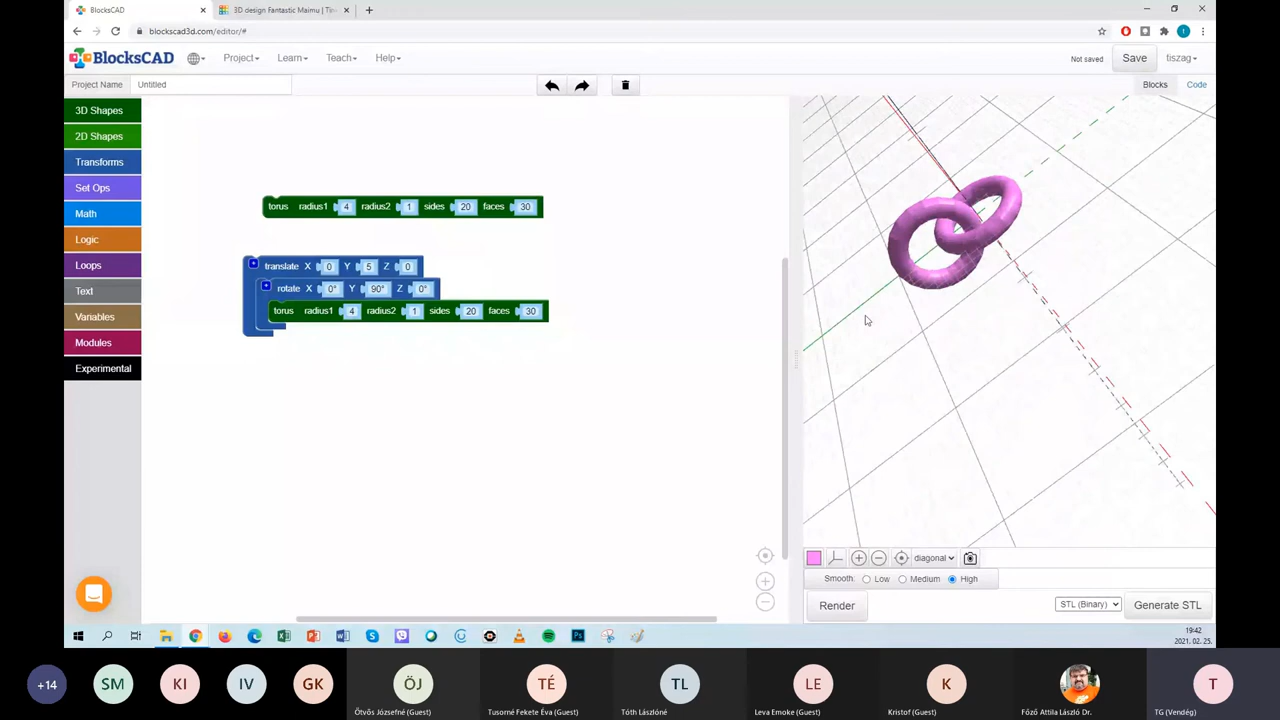 BlocksCAD
3D design Fantastic Maimu | Tin
blockscad3d.com/editor/#
BlocksCAD
Project
Learn
Teach
Help
Not saved
Save
tiszag
Project Name
Untitled
Blocks
Code
3D Shapes
2D Shapes
Transforms
Set Ops
Math
Logic
Loops
Text
Variables
Modules
Experimental
torus radius1 4 radius2 1 sides 20 faces 30
translate X 0 Y 5 Z 0
rotate X 0° Y 90° Z 0°
torus radius1 4 radius2 1 sides 20 faces 30
diagonal
Smooth: Low Medium High
Render
STL (Binary)
Generate STL
19:42
2021. 02. 25.
+14
SM
KI
IV
GK
ÖJ
Ötvös Józsefné (Guest)
TÉ
Tusorné Fekete Éva (Guest)
TL
Tóth Lászlóné
LE
Leva Emoke (Guest)
K
Kristof (Guest)
Főző Attila László Dr.
T
TG (Vendég)